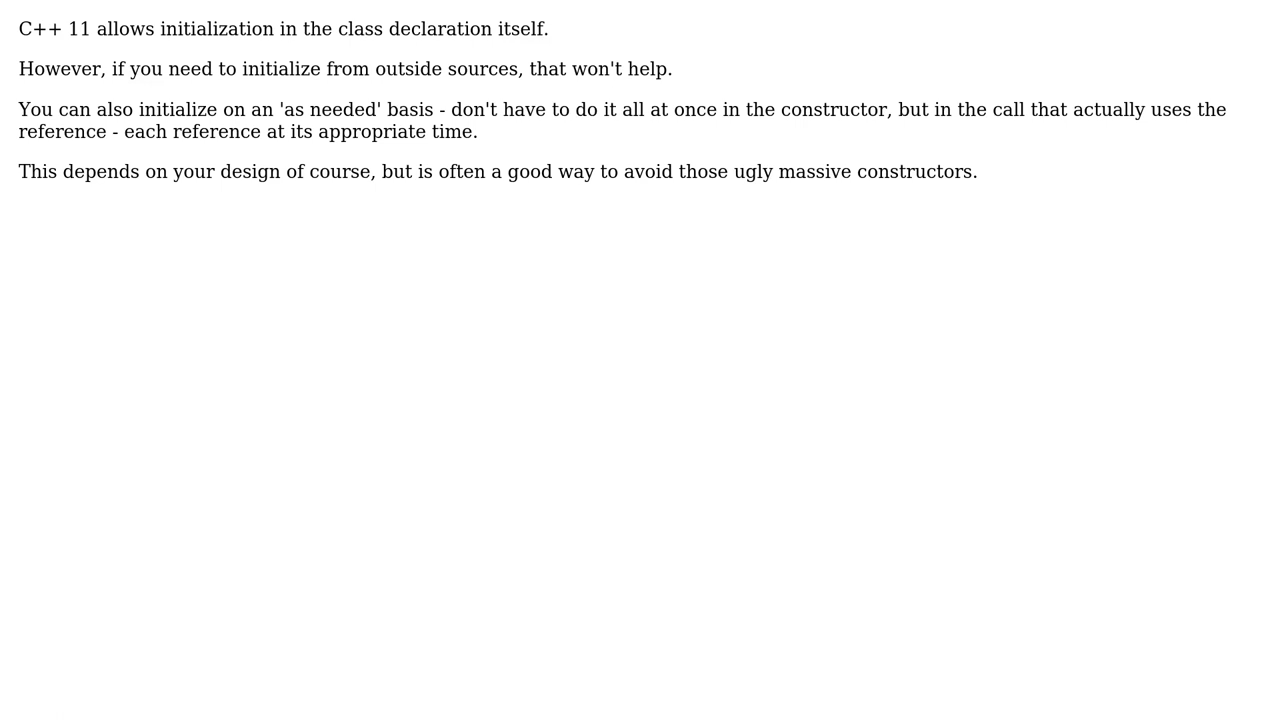 C++ 11 allows initialization in the class declaration itself.
However, if you need to initialize from outside sources, that won't help.
You can also initialize on an 'as needed' basis - don't have to do it all at once in the constructor, but in the call that actually uses the
reference - each reference at its appropriate time.
This depends on your design of course, but is often a good way to avoid those ugly massive constructors.